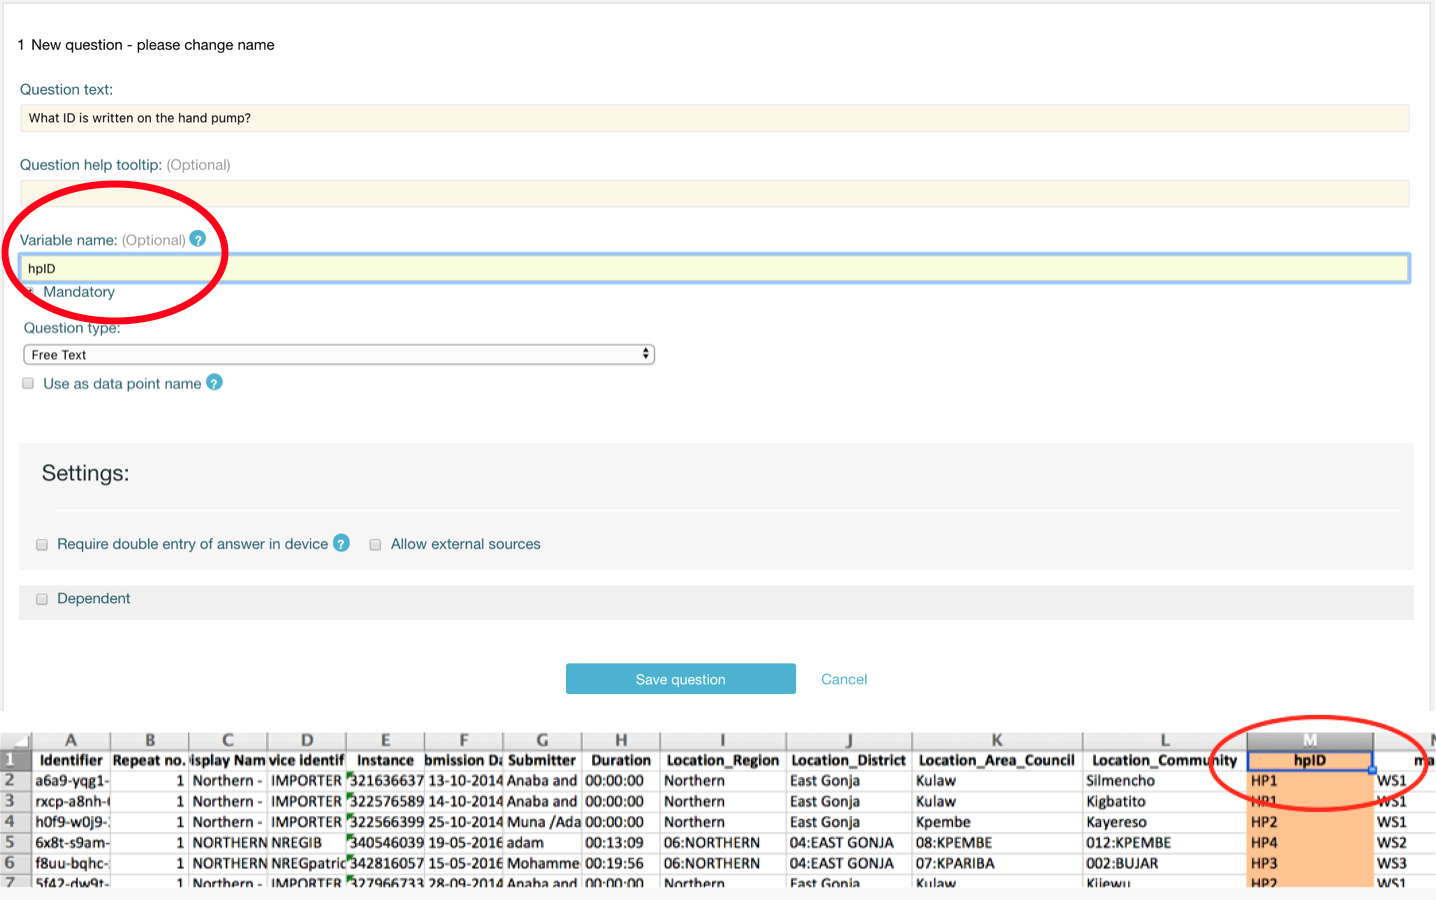 1 New question - please change name
Question text:
What ID is written on the hand pump?
Question help tooltip: (Optional)
Variable name: (Optional) ?
hpID
Mandatory
Question type:
Free Text
Use as data point name ?
Settings:
Require double entry of answer in device ? Allow external sources
Dependent
Save question Cancel
A B C D E F G H I J K L M
1 Identifier Repeat no. isplay Nam vice identif Instance bmission Da Submitter Duration Location_Region Location_District Location_Area_Council Location_Community hpID ma
2 a6a9-yqg1- 1 Northern - IMPORTER 321636637 13-10-2014 Anaba and 00:00:00 Northern East Gonja Kulaw Silmencho HP1 WS1
3 rxcp-a8nh- 1 Northern - IMPORTER 322576589 14-10-2014 Anaba and 00:00:00 Northern East Gonja Kulaw Kigbatito HP1 WS1
4 h0f9-w0j9- 1 Northern - IMPORTER 322566399 25-10-2014 Muna /Ada 00:00:00 Northern East Gonja Kpembe Kayereso HP2 WS1
5 6x8t-s9am- 1 NORTHERN NREGIB 340546039 19-05-2016 adam 00:13:09 06:NORTHERN 04:EAST GONJA 08:KPEMBE 012:KPEMBE HP4 WS2
6 f8uu-bqhc- 1 NORTHERN NREGpatric 342816057 15-05-2016 Mohamme 00:19:56 06:NORTHERN 04:EAST GONJA 07:KPARIBA 002:BUJAR HP3 WS3
7 5f42-dw9t- 1 Northern - IMPORTER 327966733 28-09-2014 Anaba and 00:00:00 Northern East Gonja Kulaw Kijewu HP2 WS1